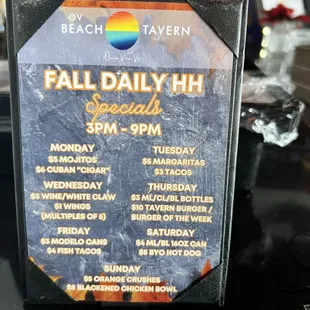 OV
BEACH TAVERN
FALL DAILY HH
Specials
3PM - 9PM
MONDAY
$5 MOJITOS
$6 CUBAN "CIGAR"
TUESDAY
$5 MARGARITAS
$3 TACOS
WEDNESDAY
$5 WINE/WHITE CLAW
$1 WINGS
(MULTIPLES OF 5)
THURSDAY
$3 ML/CL/BL BOTTLES
$10 TAVERN BURGER /
BURGER OF THE WEEK
FRIDAY
$3 MODELO CANS
$4 FISH TACOS
SATURDAY
$4 ML/BL 16OZ CAN
$5 BYO HOT DOG
SUNDAY
$5 ORANGE CRUSHES
BLACKENED CHICKEN BOWL